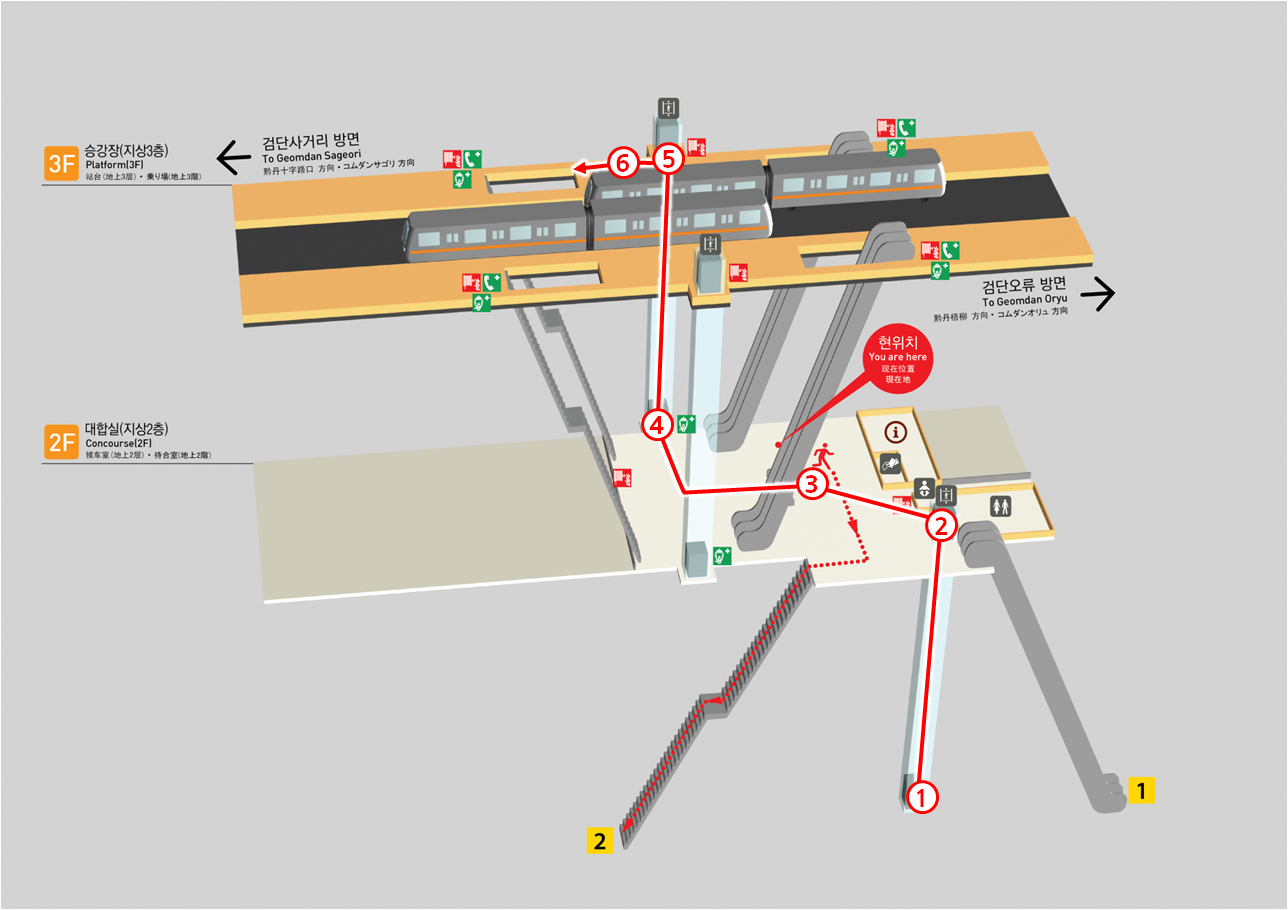 3F
승강장(지상3층)
Platform(3F)
站台(地上3层)・乗り場(地上3階)
검단사거리 방면
To Geomdan Sageori
黔丹十字路口 方向・コムダンサゴリ 方向
6
5
검단오류 방면
To Geomdan Oryu
黔丹梧柳 方向・コムダンオリュ 方向
현위치
You are here
现在位置
現在地
2F
대합실(지상2층)
Concourse(2F)
候车室(地上2层)・待合室(地上2階)
4
3
2
1
1
2